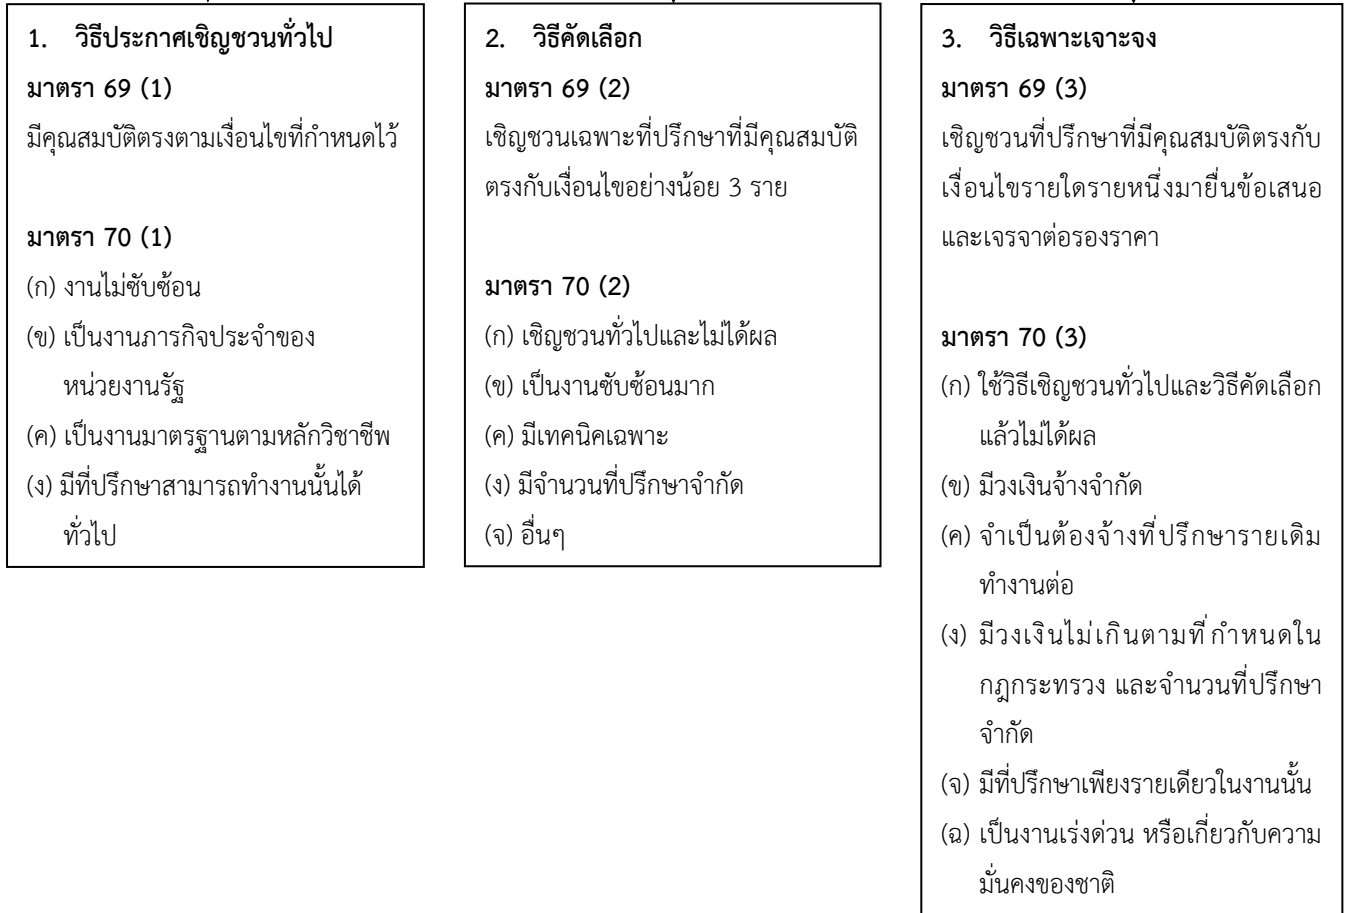 1. วิธีประกาศเชิญชวนทั่วไป
มาตรา 69 (1)
มีคุณสมบัติตรงตามเงื่อนไขที่กำหนดไว้
มาตรา 70 (1)
(ก) งานไม่ซับซ้อน
(ข) เป็นงานภารกิจประจำของ
หน่วยงานรัฐ
(ค) เป็นงานมาตรฐานตามหลักวิชาชีพ
(ง) มีที่ปรึกษาสามารถทำงานนั้นได้
ทั่วไป
2. วิธีคัดเลือก
มาตรา 69 (2)
เชิญชวนเฉพาะที่ปรึกษาที่มีคุณสมบัติ
ตรงกับเงื่อนไขอย่างน้อย 3 ราย
มาตรา 70 (2)
(ก) เชิญชวนทั่วไปและไม่ได้ผล
(ข) เป็นงานซับซ้อนมาก
(ค) มีเทคนิคเฉพาะ
(ง) มีจำนวนที่ปรึกษาจำกัด
(จ) อื่นๆ
3. วิธีเฉพาะเจาะจง
มาตรา 69 (3)
เชิญชวนที่ปรึกษาที่มีคุณสมบัติตรงกับ
เงื่อนไขรายใดรายหนึ่งมายื่นข้อเสนอ
และเจรจาต่อรองราคา
มาตรา 70 (3)
(ก) ใช้วิธีเชิญชวนทั่วไปและวิธีคัดเลือก
แล้วไม่ได้ผล
(ข) มีวงเงินจ้างจำกัด
(ค) จำเป็นต้องจ้างที่ปรึกษารายเดิม
ทำงานต่อ
(ง) มีวงเงินไม่เกินตามที่กำหนดใน
กฎกระทรวง และจำนวนที่ปรึกษา
จำกัด
(จ) มีที่ปรึกษาเพียงรายเดียวในงานนั้น
(ฉ) เป็นงานเร่งด่วน หรือเกี่ยวกับความ
มั่นคงของชาติ